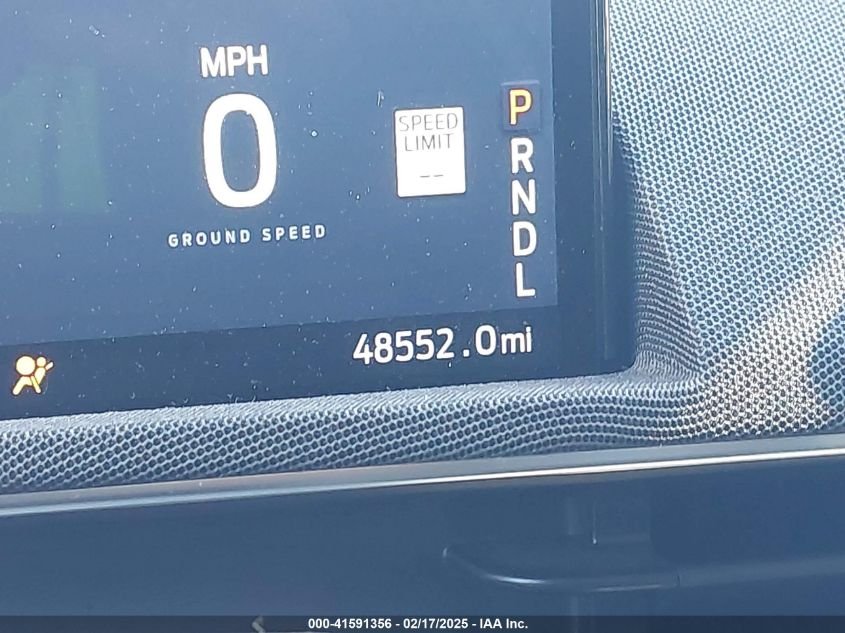 MPH
0
GROUND SPEED
SPEED
LIMIT
--
P
R
N
D
L
48552.0mi
000-41591356 - 02/17/2025 - IAA Inc.